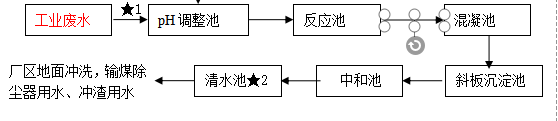 工业废水 ★1 pH 调整池 反应池 混凝池
厂区地面冲洗，输煤除
尘器用水、冲渣用水
清水池★2 中和池 斜板沉淀池